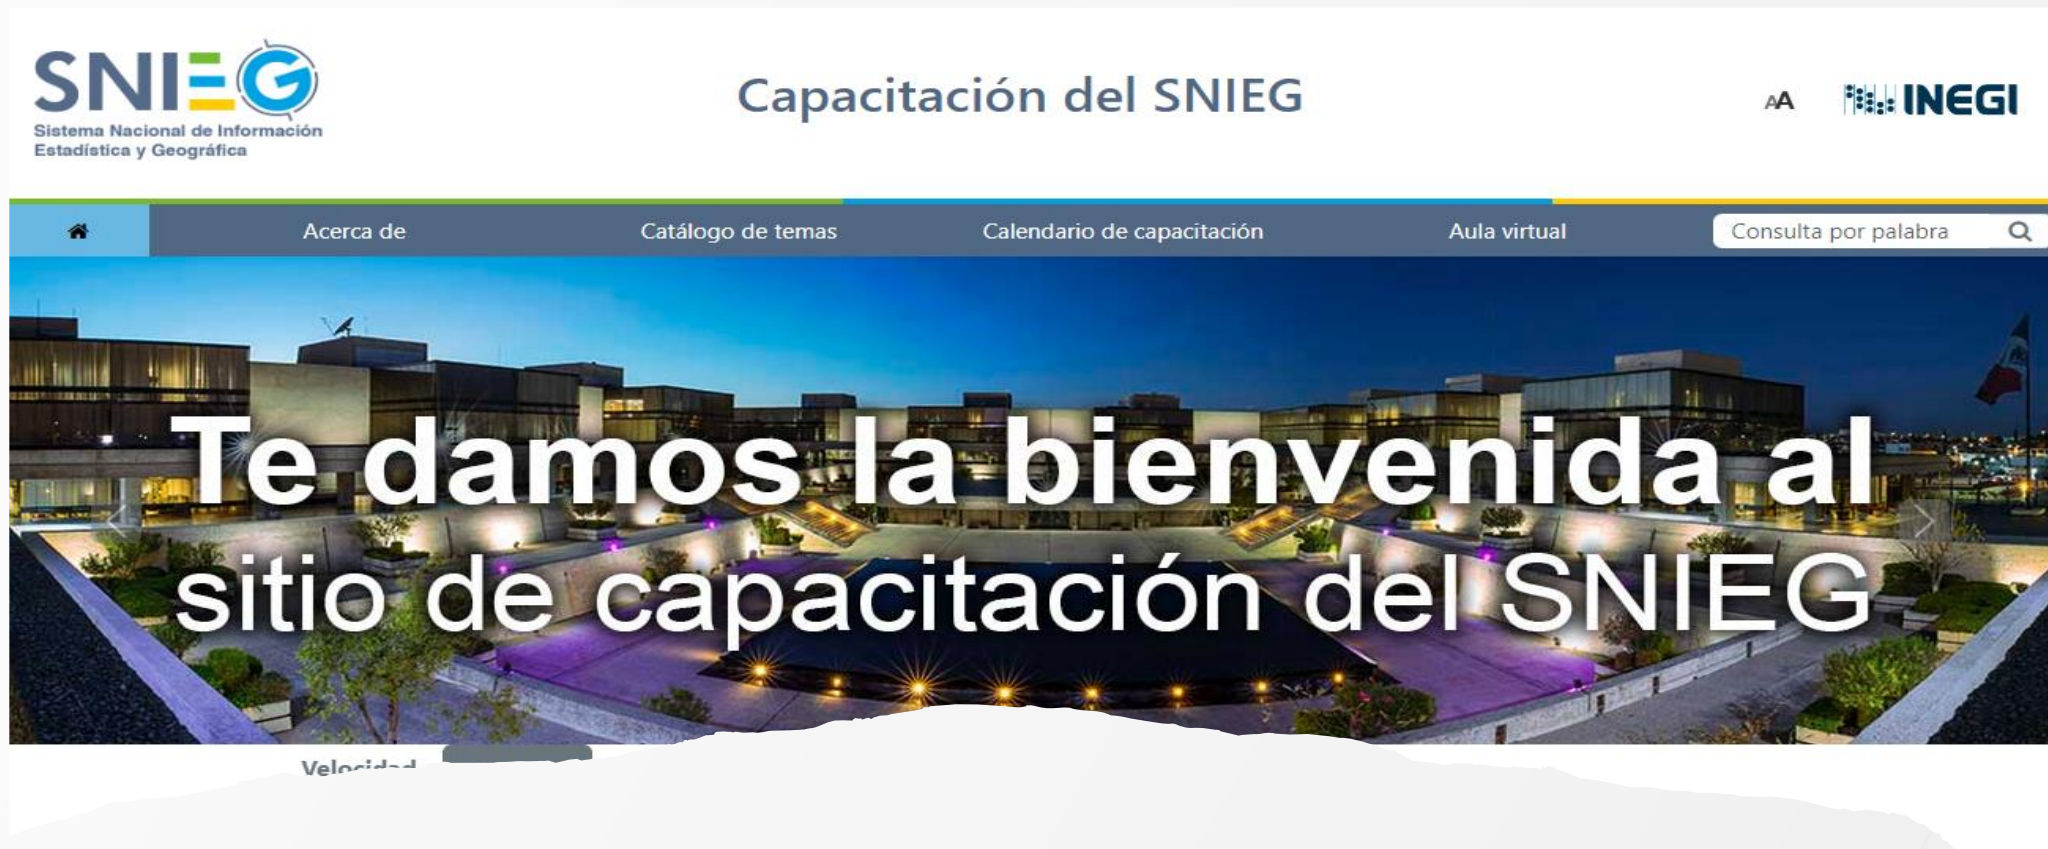 SNIEG
Sistema Nacional de Información
Estadística y Geográfica
Capacitación del SNIEG
AA
INEGI
Acerca de
Catálogo de temas
Calendario de capacitación
Aula virtual
Consulta por palabra
Te damos la bienvenida al
sitio de capacitación del SNIEG
Velocidad